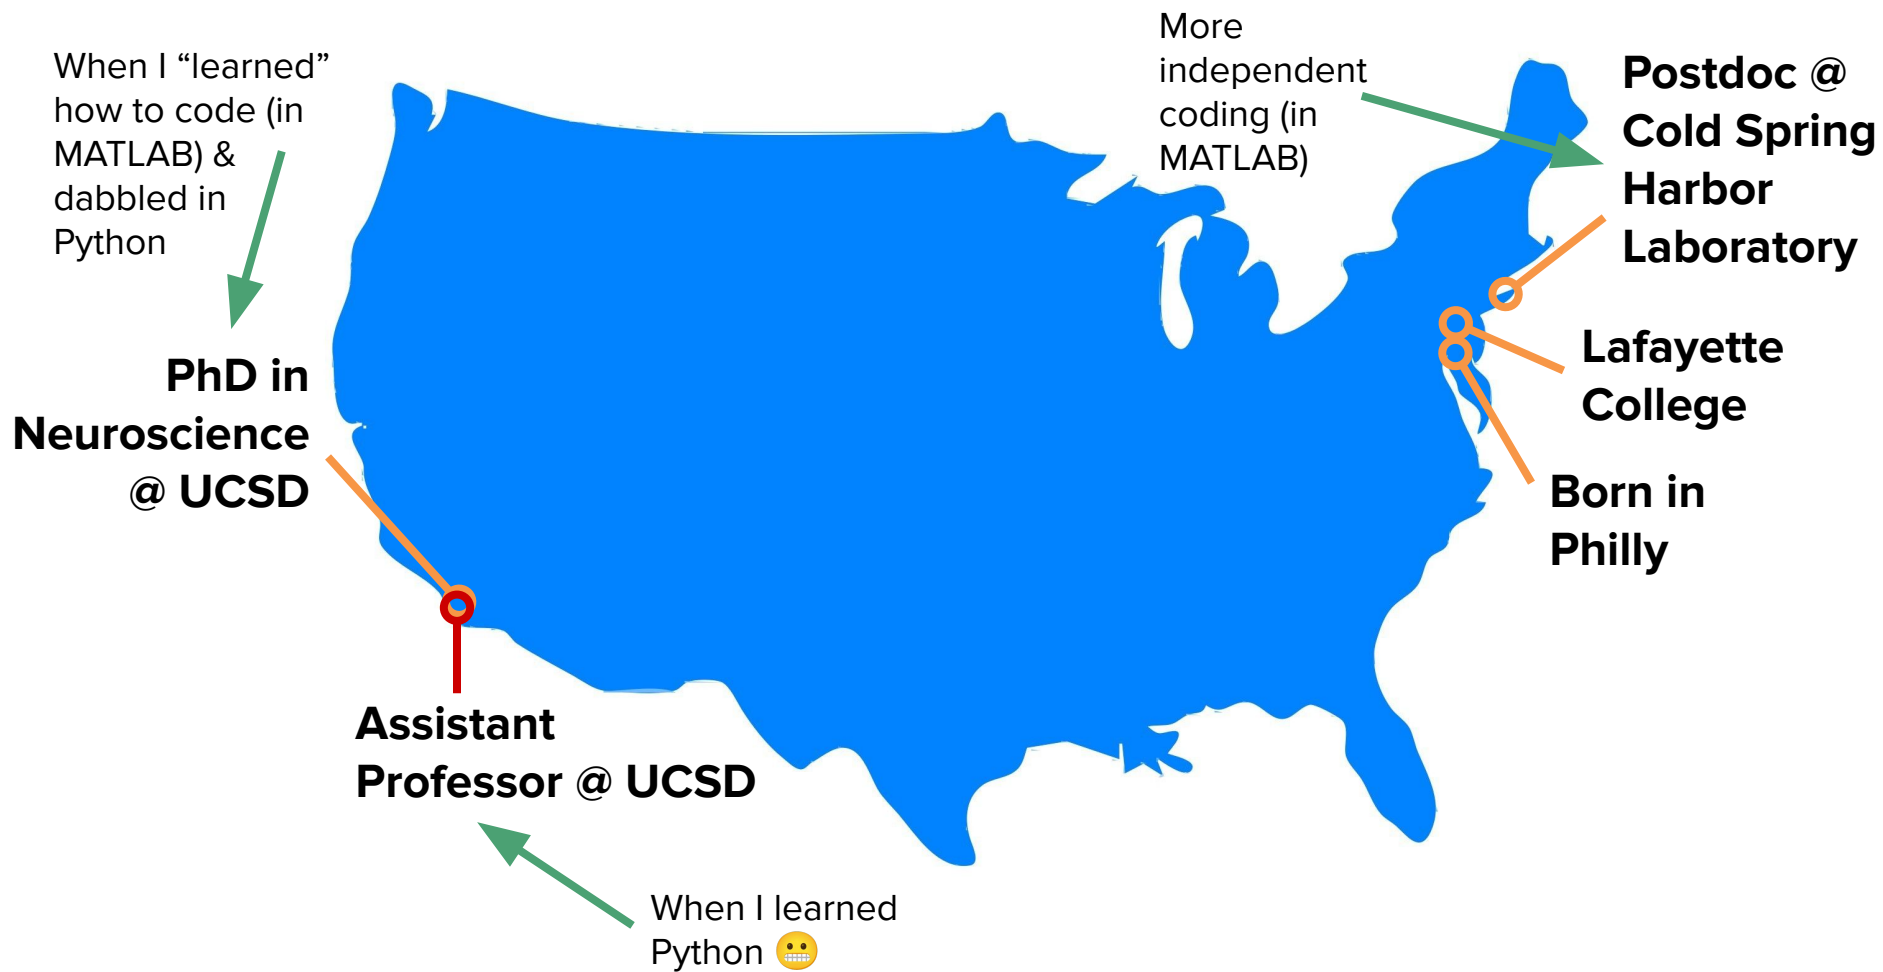 When I “learned”
how to code (in
MATLAB) &
dabbled in
Python
More
independent
coding (in
MATLAB)
Postdoc @
Cold Spring
Harbor
Laboratory
PhD in
Neuroscience
@ UCSD
Lafayette
College
Born in
Philly
Assistant
Professor @ UCSD
When I learned
Python 😬